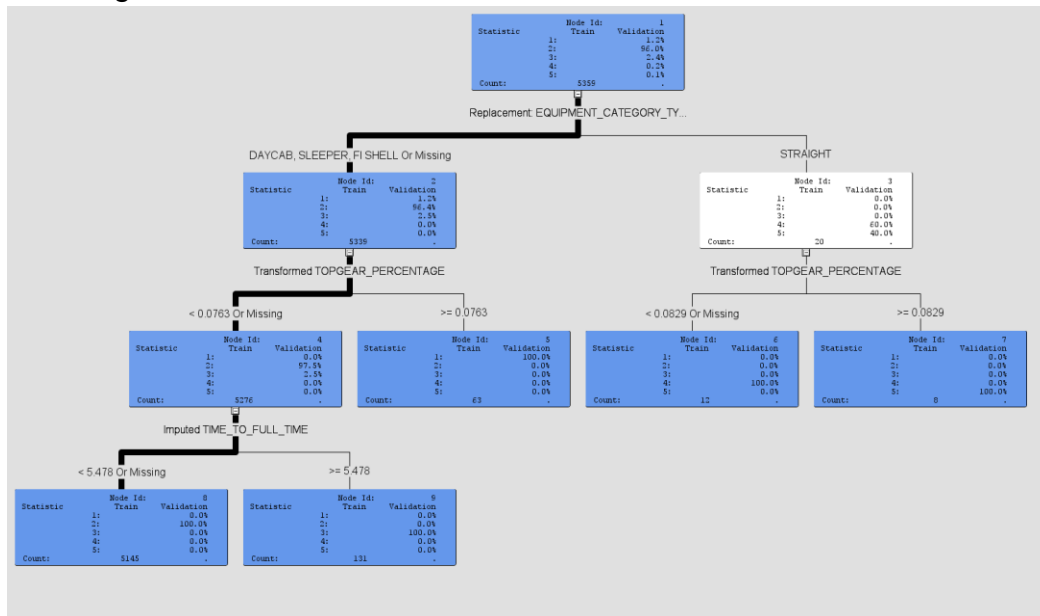 Node Id: 1
Statistic Train Validation
1: 1.2%
2: 96.0%
3: 2.4%
4: 0.2%
5: 0.1%
Count: 5359 .
Replacement: EQUIPMENT_CATEGORY_TY...
DAYCAB, SLEEPER, FI SHELL Or Missing
STRAIGHT
Node Id: 2
Statistic Train Validation
1: 1.2%
2: 96.4%
3: 2.5%
4: 0.0%
5: 0.0%
Count: 5339 .
Node Id: 3
Statistic Train Validation
1: 0.0%
2: 0.0%
3: 0.0%
4: 60.0%
5: 40.0%
Count: 20 .
Transformed TOPGEAR_PERCENTAGE
Transformed TOPGEAR_PERCENTAGE
< 0.0763 Or Missing
>= 0.0763
< 0.0829 Or Missing
>= 0.0829
Node Id: 4
Statistic Train Validation
1: 0.0%
2: 97.5%
3: 2.5%
4: 0.0%
5: 0.0%
Count: 5276 .
Node Id: 5
Statistic Train Validation
1: 100.0%
2: 0.0%
3: 0.0%
4: 0.0%
5: 0.0%
Count: 63 .
Node Id: 6
Statistic Train Validation
1: 0.0%
2: 0.0%
3: 0.0%
4: 100.0%
5: 0.0%
Count: 12 .
Node Id: 7
Statistic Train Validation
1: 0.0%
2: 0.0%
3: 0.0%
4: 0.0%
5: 100.0%
Count: 8 .
Imputed TIME_TO_FULL_TIME
< 5.478 Or Missing
>= 5.478
Node Id: 8
Statistic Train Validation
1: 0.0%
2: 100.0%
3: 0.0%
4: 0.0%
5: 0.0%
Count: 5145 .
Node Id: 9
Statistic Train Validation
1: 0.0%
2: 0.0%
3: 100.0%
4: 0.0%
5: 0.0%
Count: 131 .